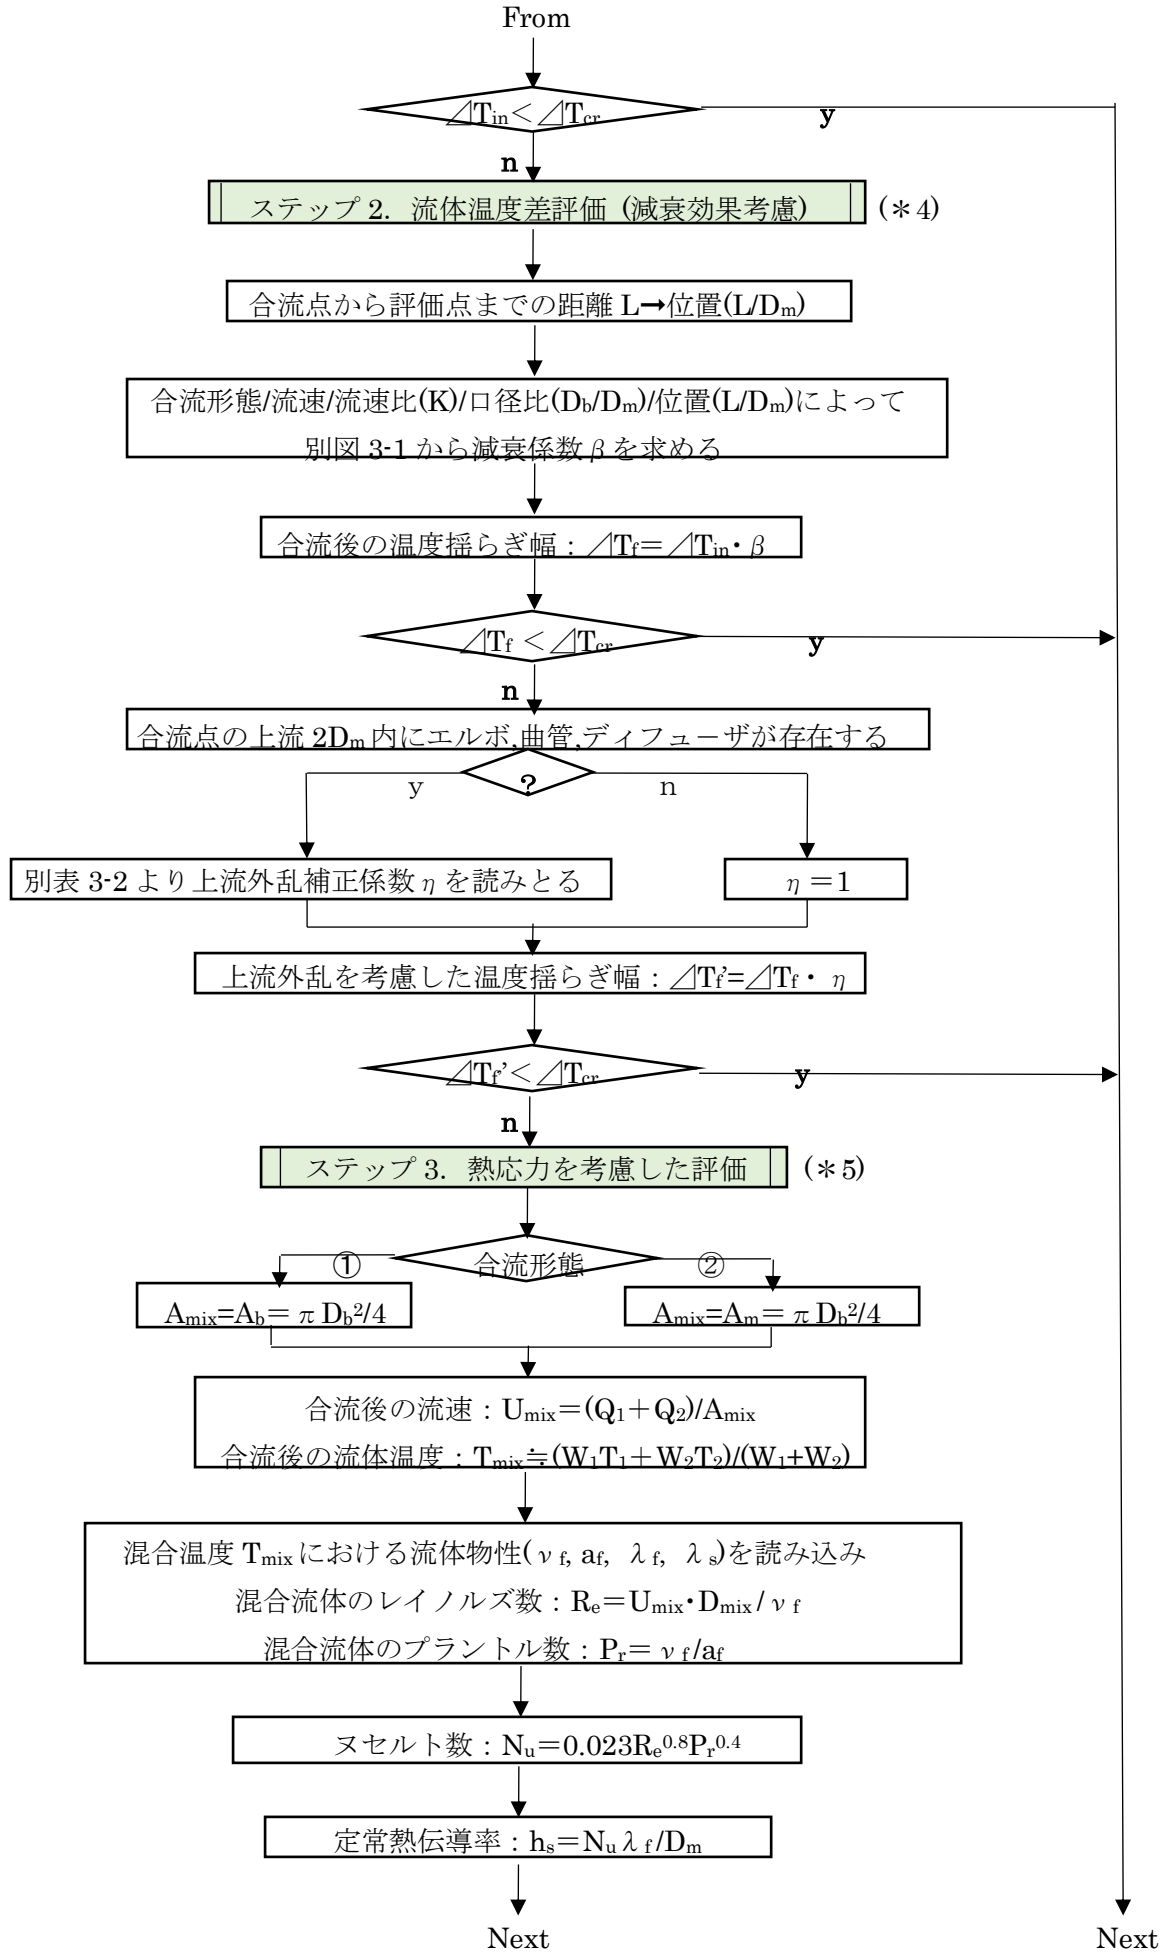 From
⊿Tin＜⊿Tcr
y
n
ステップ 2．流体温度差評価 (減衰効果考慮)
(＊4)
合流点から評価点までの距離 L→位置(L/Dm)
合流形態/流速/流速比(K)/口径比(Db/Dm)/位置(L/Dm)によって
別図 3-1 から減衰係数 β を求める
合流後の温度揺らぎ幅：⊿Tf＝⊿Tin・β
⊿Tf ＜⊿Tcr
y
n
合流点の上流 2Dm 内にエルボ,曲管,ディフューザが存在する
?
y
n
別表 3-2 より上流外乱補正係数 η を読みとる
η＝1
上流外乱を考慮した温度揺らぎ幅：⊿Tf'=⊿Tf・ η
⊿Tf'＜⊿Tcr
y
n
ステップ 3．熱応力を考慮した評価
(＊5)
合流形態
①
②
Amix=Ab＝πDb²/4
Amix=Am＝πDb²/4
合流後の流速：Umix＝(Q1＋Q2)/Amix
合流後の流体温度：Tmix≒(W1T1＋W2T2)/(W1+W2)
混合温度 Tmix における流体物性(νf, af, λf, λs)を読み込み
混合流体のレイノルズ数：Re＝Umix・Dmix/νf
混合流体のプラントル数：Pr＝νf/af
ヌセルト数：Nu＝0.023Re^0.8Pr^0.4
定常熱伝導率：hs＝Nuλf/Dm
Next
Next